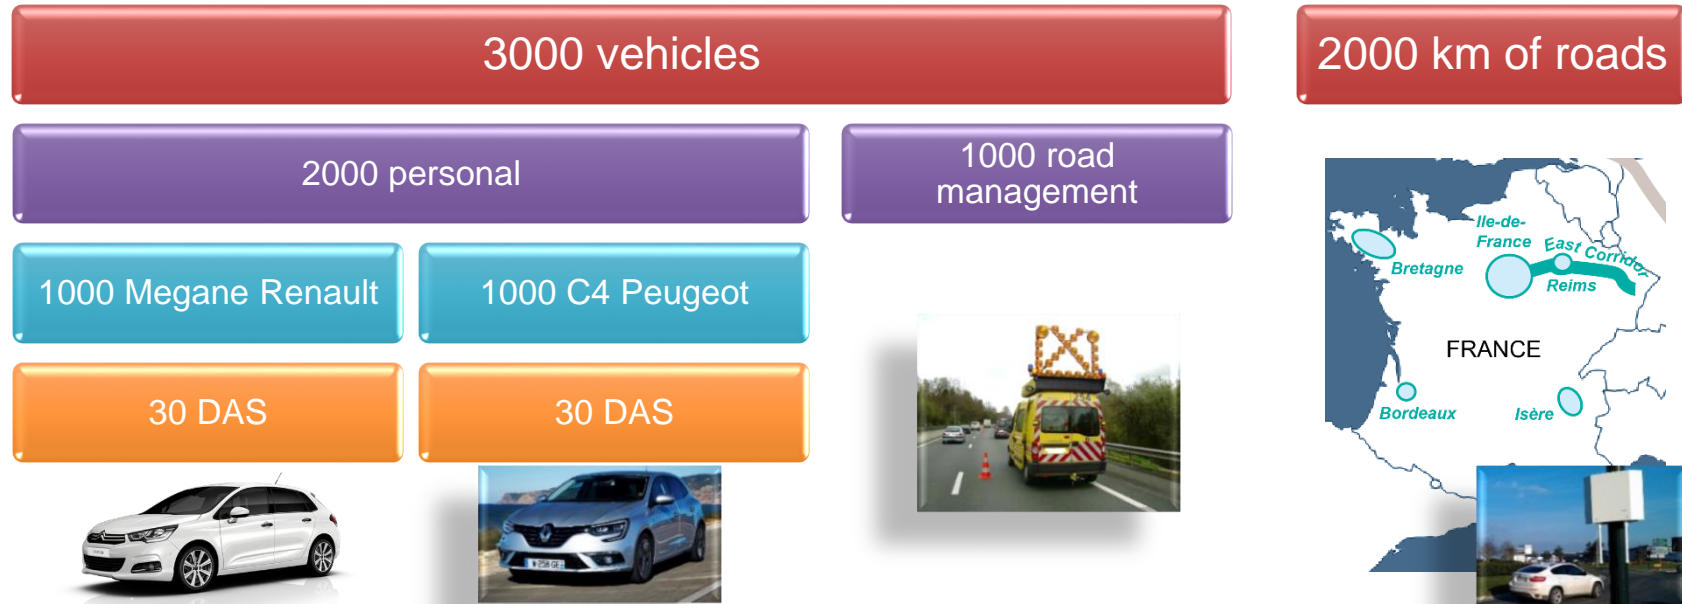 3000 vehicles
2000 km of roads
2000 personal
1000 road
management
1000 Megane Renault
1000 C4 Peugeot
30 DAS
30 DAS
Ile-de-
France
East Corridor
Bretagne
Reims
FRANCE
Bordeaux
Isère